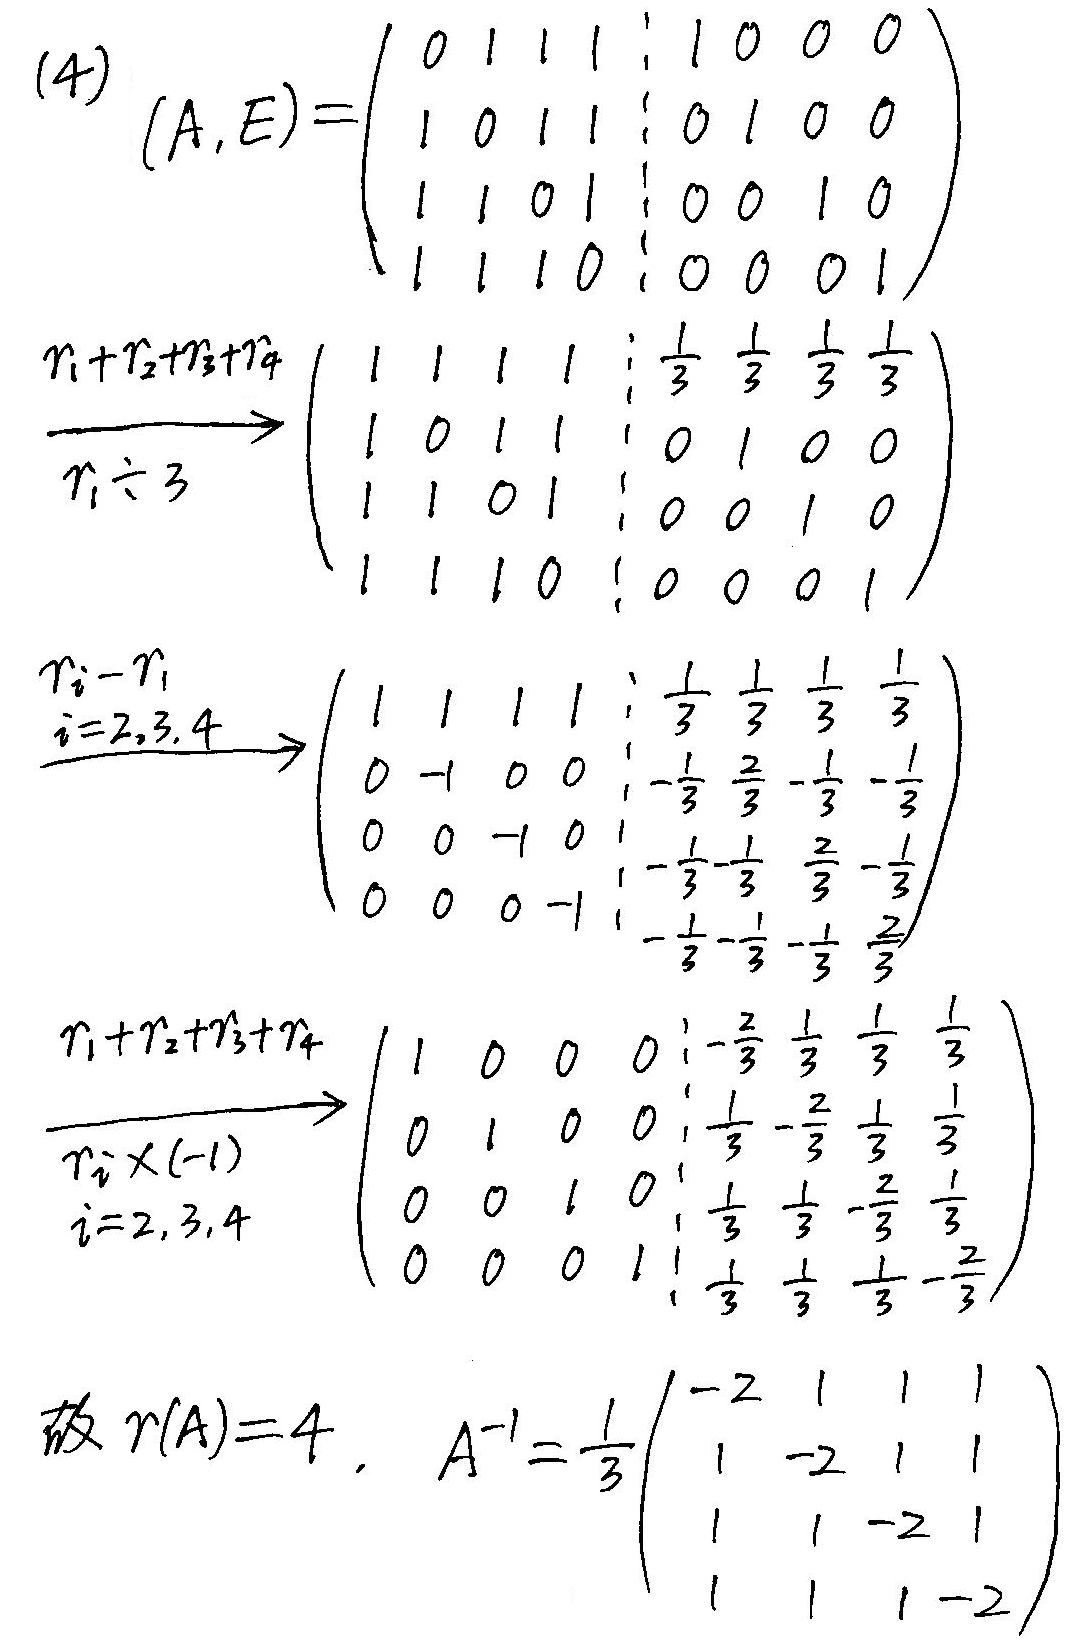 (4) (A,E)= ( 0 1 1 1 ¦ 1 0 0 0
1 0 1 1 ¦ 0 1 0 0
1 1 0 1 ¦ 0 0 1 0
1 1 1 0 ¦ 0 0 0 1 )
r₁+r₂+r₃+r₄ ( 1 1 1 1 ¦ 1/3 1/3 1/3 1/3
→ 1 0 1 1 ¦ 0 1 0 0
r₁÷3 1 1 0 1 ¦ 0 0 1 0
1 1 1 0 ¦ 0 0 0 1 )
rᵢ-r₁ ( 1 1 1 1 ¦ 1/3 1/3 1/3 1/3
i=2,3,4 → 0 -1 0 0 ¦ -1/3 2/3 -1/3 -1/3
0 0 -1 0 ¦ -1/3 -1/3 2/3 -1/3
0 0 0 -1 ¦ -1/3 -1/3 -1/3 2/3 )
r₁+r₂+r₃+r₄ ( 1 0 0 0 ¦ -2/3 1/3 1/3 1/3
→ 0 1 0 0 ¦ 1/3 -2/3 1/3 1/3
rᵢ×(-1) 0 0 1 0 ¦ 1/3 1/3 -2/3 1/3
i=2,3,4 0 0 0 1 ¦ 1/3 1/3 1/3 -2/3 )
故 r(A)=4. A⁻¹=1/3 ( -2 1 1 1
1 -2 1 1
1 1 -2 1
1 1 1 -2 )